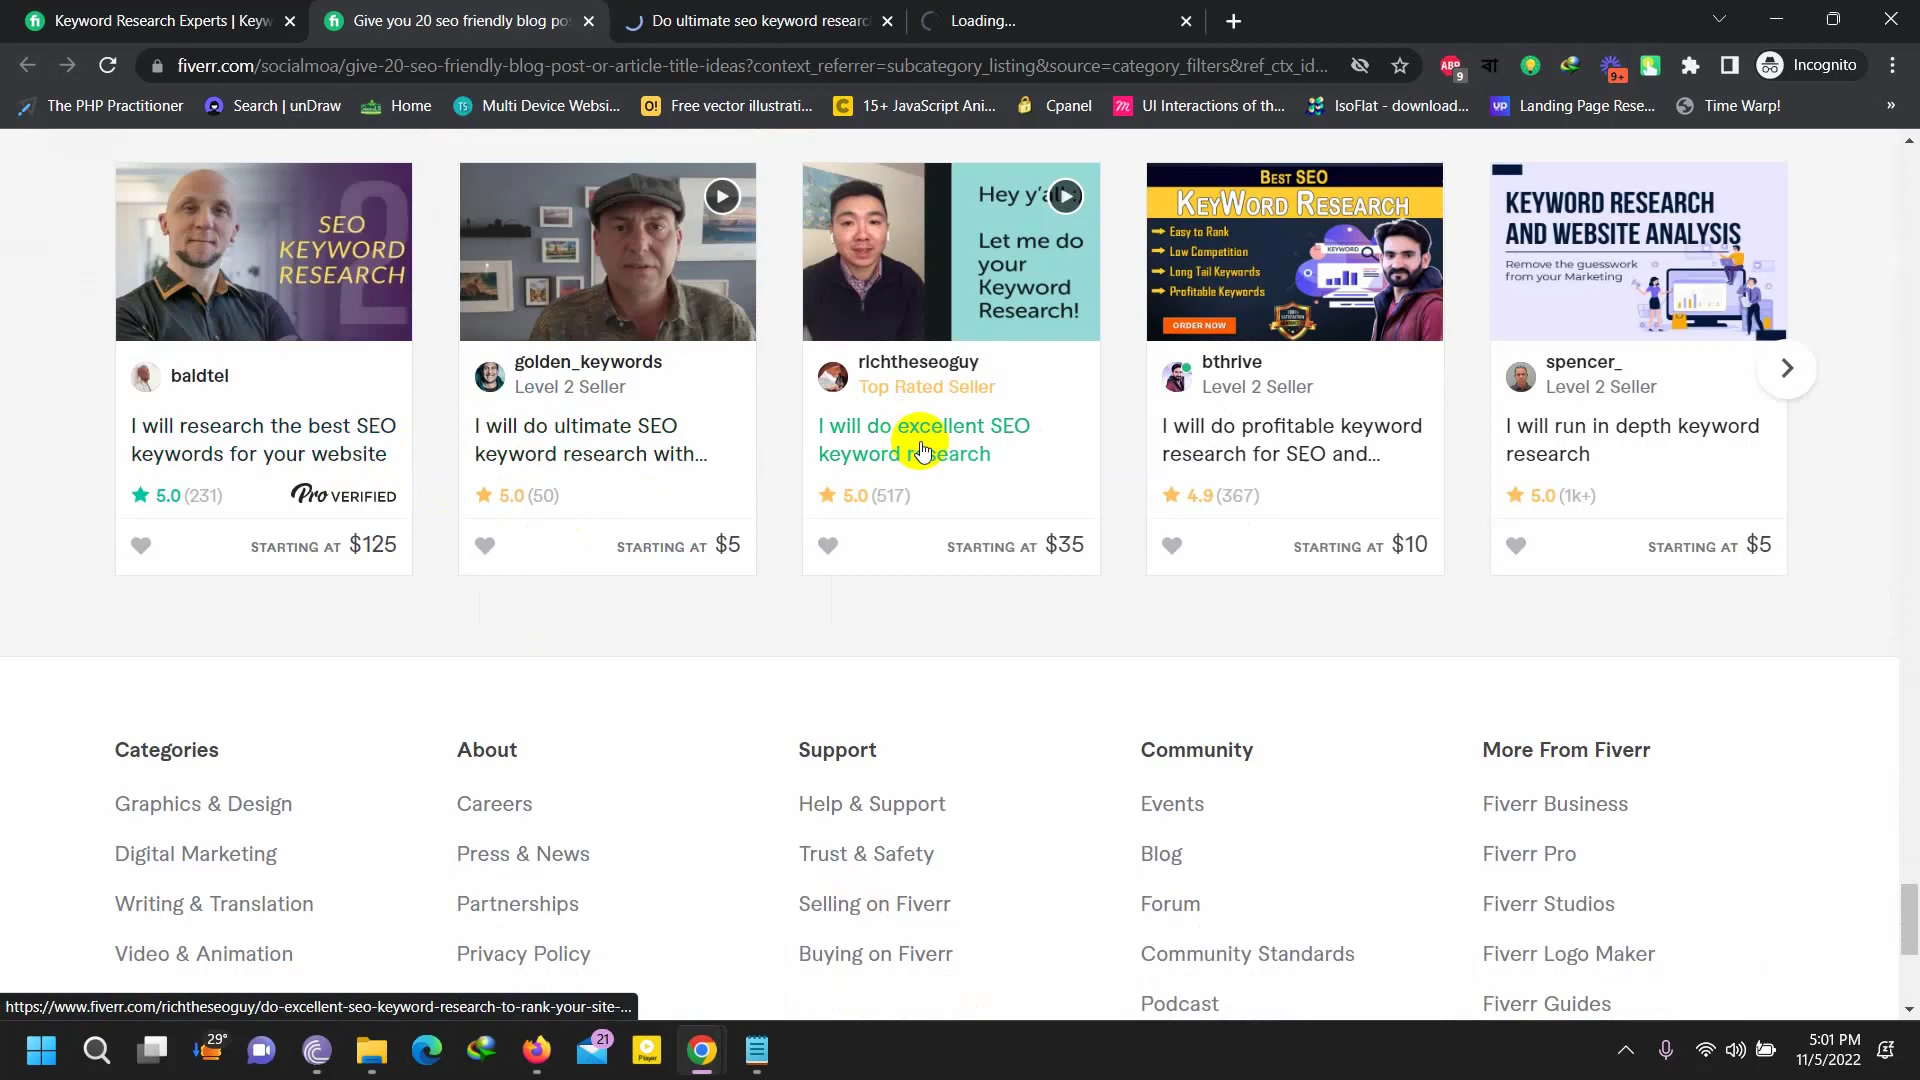 Keyword Research Experts | Keyw
Give you 20 seo friendly blog po
Do ultimate seo keyword researc
Loading...
fiverr.com/socialmoa/give-20-seo-friendly-blog-post-or-article-title-ideas?context_referrer=subcategory_listing&source=category_filters&ref_ctx_id...
ABP
9
বা
9+
Incognito
The PHP Practitioner
Search | unDraw
Home
TS
Multi Device Websi...
O!
Free vector illustrati...
C
15+ JavaScript Ani...
Cpanel
m
UI Interactions of th...
IsoFlat - download...
VP
Landing Page Rese...
Time Warp!
»
2
SEO
KEYWORD
RESEARCH
baldtel
I will research the best SEO
keywords for your website
5.0 (231)
Pro VERIFIED
STARTING AT $125
golden_keywords
Level 2 Seller
I will do ultimate SEO
keyword research with...
5.0 (50)
STARTING AT $5
Hey y'all,
Let me do
your
Keyword
Research!
richtheseoguy
Top Rated Seller
I will do excellent SEO
keyword research
5.0 (517)
STARTING AT $35
BEST SEO
KEYWORD RESEARCH
Easy to Rank
Low Competition
Long Tail Keywords
Profitable Keywords
KEYWORD
ORDER NOW
bthrive
Level 2 Seller
I will do profitable keyword
research for SEO and...
4.9 (367)
STARTING AT $10
KEYWORD RESEARCH
AND WEBSITE ANALYSIS
Remove the guesswork
from your Marketing
spencer_
Level 2 Seller
I will run in depth keyword
research
5.0 (1k+)
STARTING AT $5
Categories
Graphics & Design
Digital Marketing
Writing & Translation
Video & Animation
About
Careers
Press & News
Partnerships
Privacy Policy
Support
Help & Support
Trust & Safety
Selling on Fiverr
Buying on Fiverr
Community
Events
Blog
Forum
Community Standards
Podcast
More From Fiverr
Fiverr Business
Fiverr Pro
Fiverr Studios
Fiverr Logo Maker
Fiverr Guides
https://www.fiverr.com/richtheseoguy/do-excellent-seo-keyword-research-to-rank-your-site-...
29°
21
Player
5:01 PM
11/5/2022